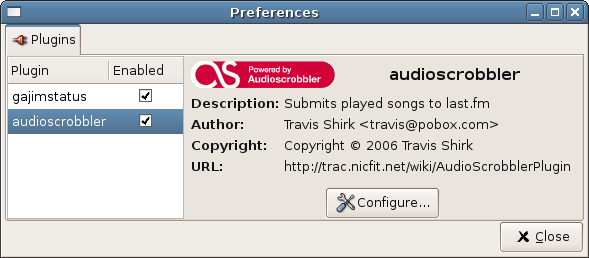 Preferences
Plugins
Plugin Enabled
gajimstatus
audioscrobbler
Powered by
Audioscrobbler
audioscrobbler
Description: Submits played songs to last.fm
Author: Travis Shirk <travis@pobox.com>
Copyright: Copyright © 2006 Travis Shirk
URL: http://trac.nicfit.net/wiki/AudioScrobblerPlugin
Configure...
Close